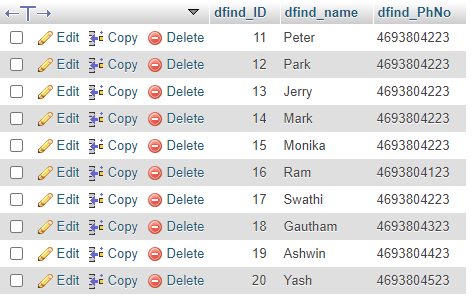 dfind_ID dfind_name dfind_PhNo
Edit Copy Delete 11 Peter 4693804223
Edit Copy Delete 12 Park 4693804223
Edit Copy Delete 13 Jerry 4693804223
Edit Copy Delete 14 Mark 4693804223
Edit Copy Delete 15 Monika 4693804223
Edit Copy Delete 16 Ram 4693804123
Edit Copy Delete 17 Swathi 4693804223
Edit Copy Delete 18 Gautham 4693804323
Edit Copy Delete 19 Ashwin 4693804423
Edit Copy Delete 20 Yash 4693804523